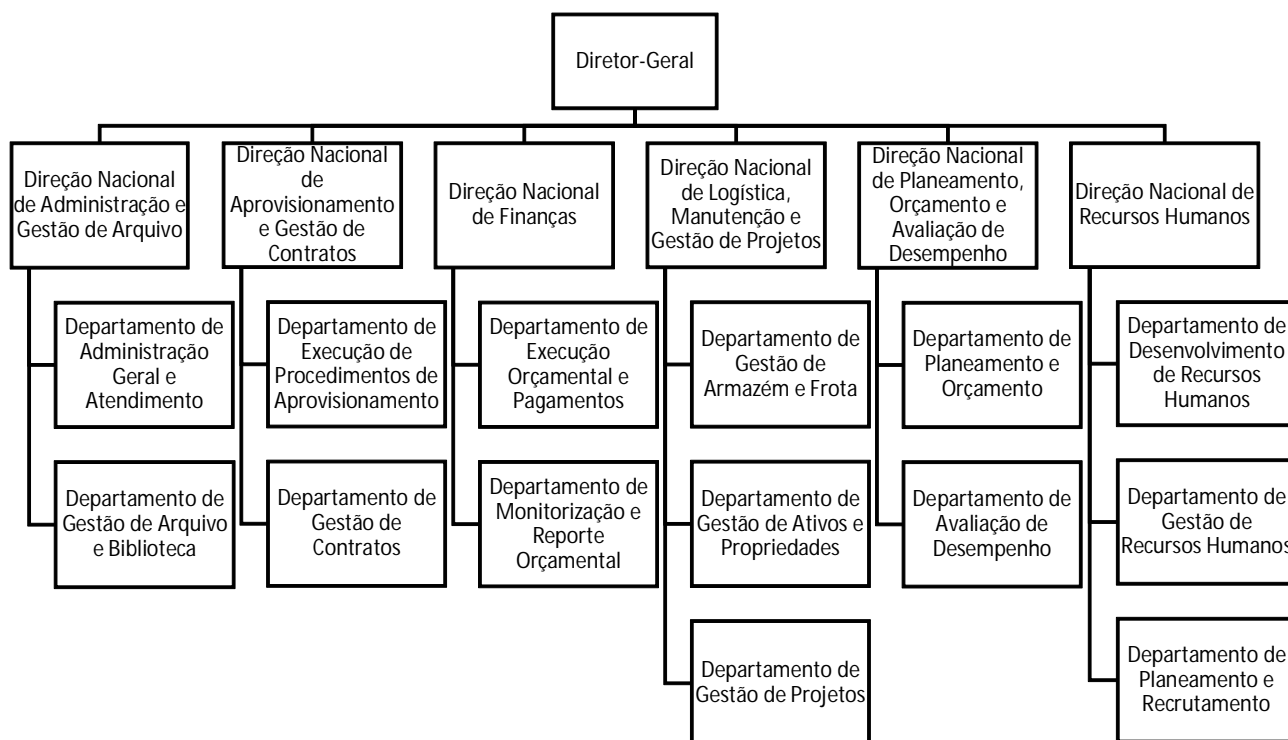 Diretor-Geral
Direção Nacional
de Administração e
Gestão de Arquivo
Direção Nacional
de
Aprovisionamento
e Gestão de
Contratos
Direção Nacional
de Finanças
Direção Nacional
de Logística,
Manutenção e
Gestão de Projetos
Direção Nacional
de Planeamento,
Orçamento e
Avaliação de
Desempenho
Direção Nacional de
Recursos Humanos
Departamento de
Administração
Geral e
Atendimento
Departamento de
Execução de
Procedimentos de
Aprovisionamento
Departamento de
Execução
Orçamental e
Pagamentos
Departamento de
Gestão de
Armazém e Frota
Departamento de
Planeamento e
Orçamento
Departamento de
Desenvolvimento
de Recursos
Humanos
Departamento de
Gestão de Arquivo
e Biblioteca
Departamento de
Gestão de
Contratos
Departamento de
Monitorização e
Reporte
Orçamental
Departamento de
Gestão de Ativos e
Propriedades
Departamento de
Avaliação de
Desempenho
Departamento de
Gestão de
Recursos Humanos
Departamento de
Gestão de Projetos
Departamento de
Planeamento e
Recrutamento